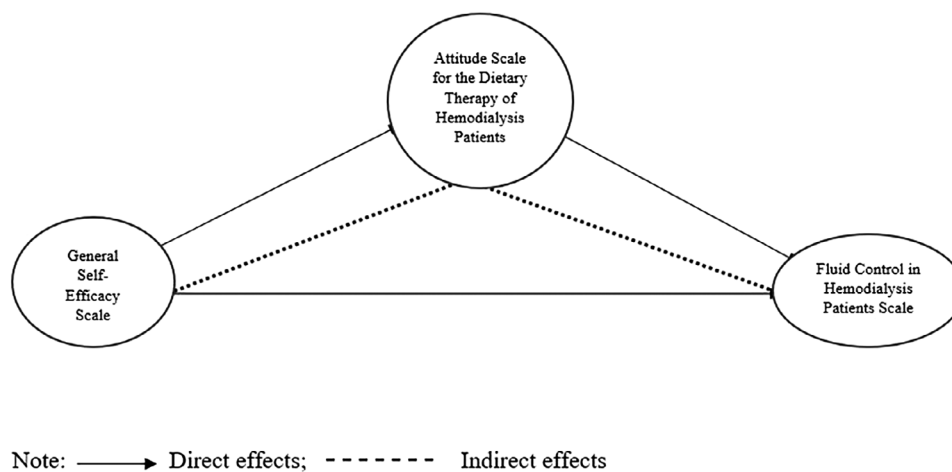 Attitude Scale
for the Dietary
Therapy of
Hemodialysis
Patients
General
Self-
Efficacy
Scale
Fluid Control in
Hemodialysis
Patients Scale
Note: Direct effects; Indirect effects